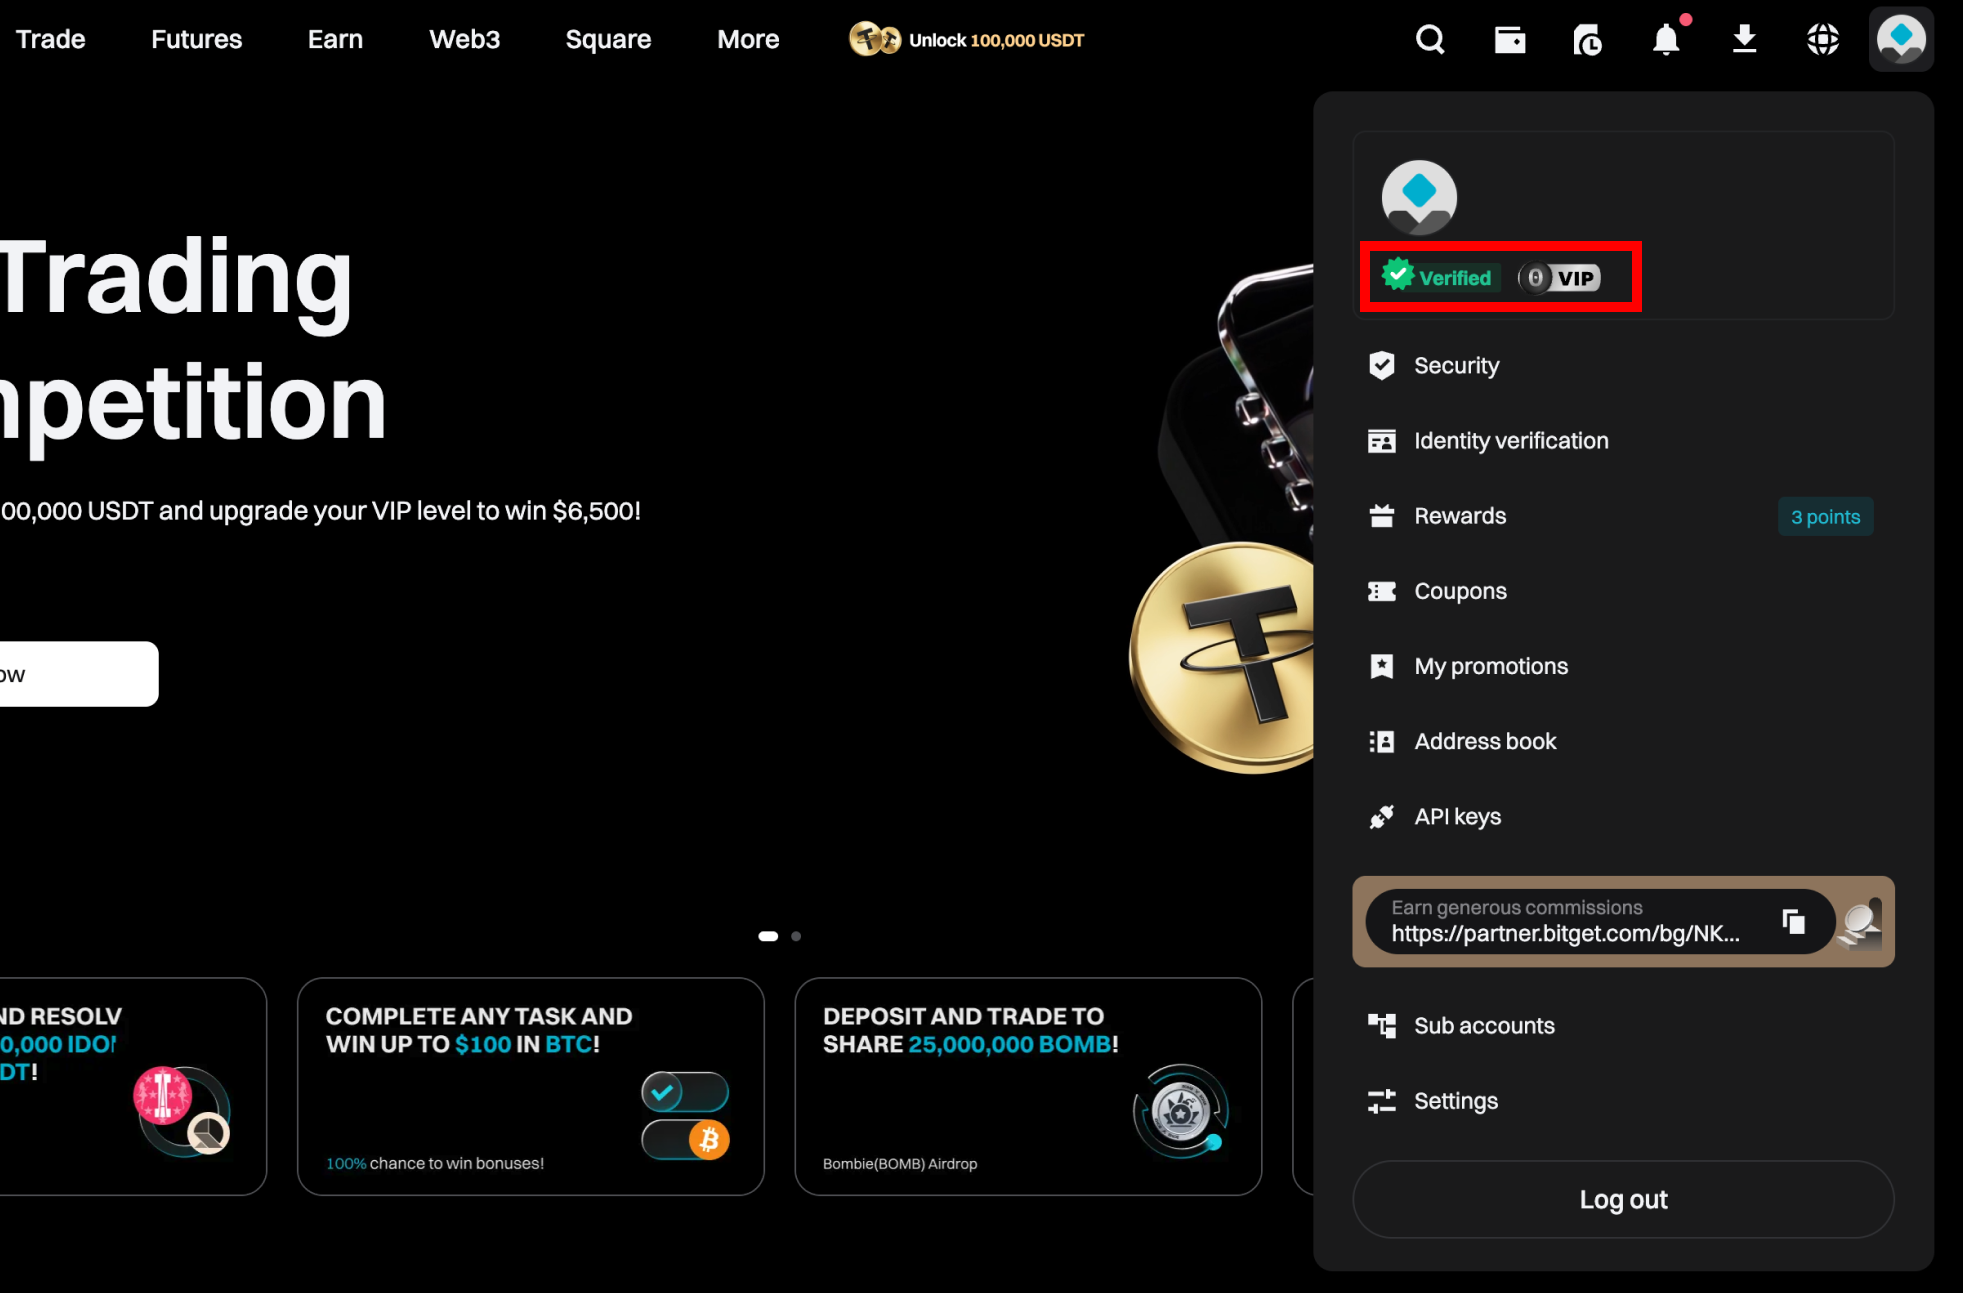 Trade Futures Earn Web3 Square More Unlock 100,000 USDT
Trading
petition
00,000 USDT and upgrade your VIP level to win $6,500!
ow
ND RESOLV
0,000 IDO
DT!
COMPLETE ANY TASK AND
WIN UP TO $100 IN BTC!
100% chance to win bonuses!
DEPOSIT AND TRADE TO
SHARE 25,000,000 BOMB!
Bombie(BOMB) Airdrop
Verified 0 VIP
Security
Identity verification
Rewards 3 points
Coupons
My promotions
Address book
API keys
Earn generous commissions
https://partner.bitget.com/bg/NK...
Sub accounts
Settings
Log out